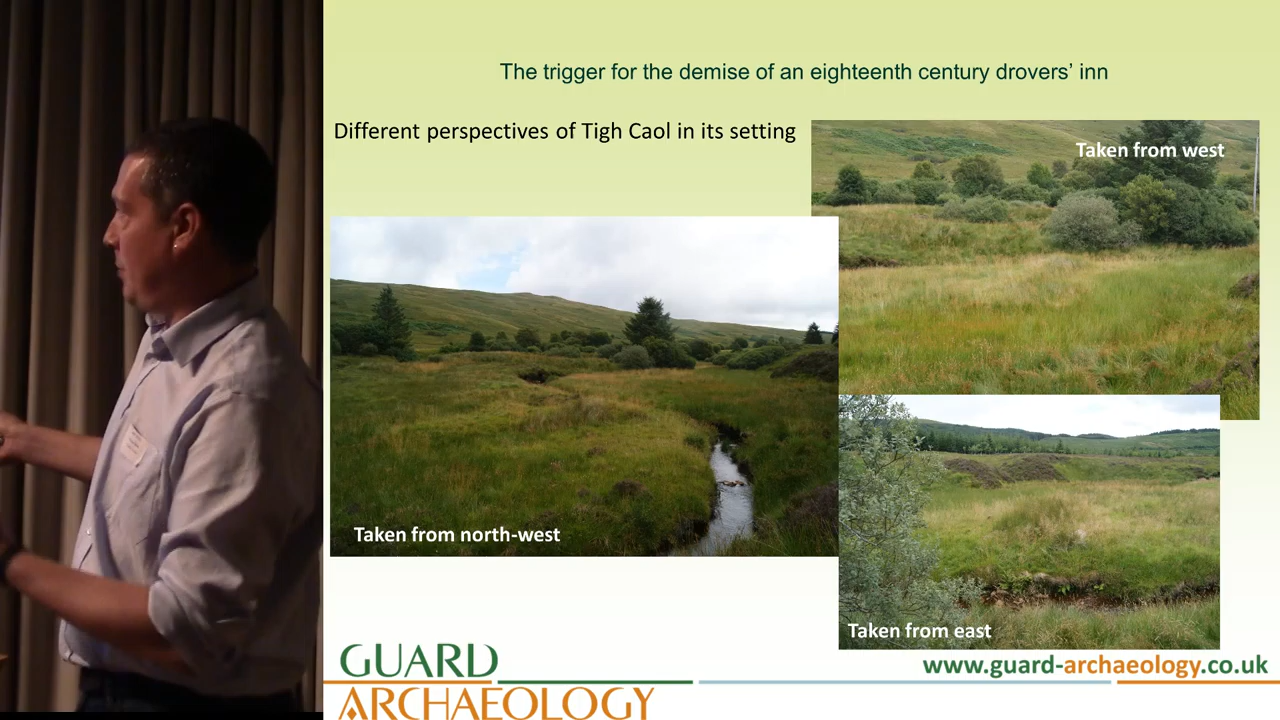 The trigger for the demise of an eighteenth century drovers’ inn
Different perspectives of Tigh Caol in its setting
Taken from west
Taken from north-west
Taken from east
GUARD
ARCHAEOLOGY
www.guard-archaeology.co.uk